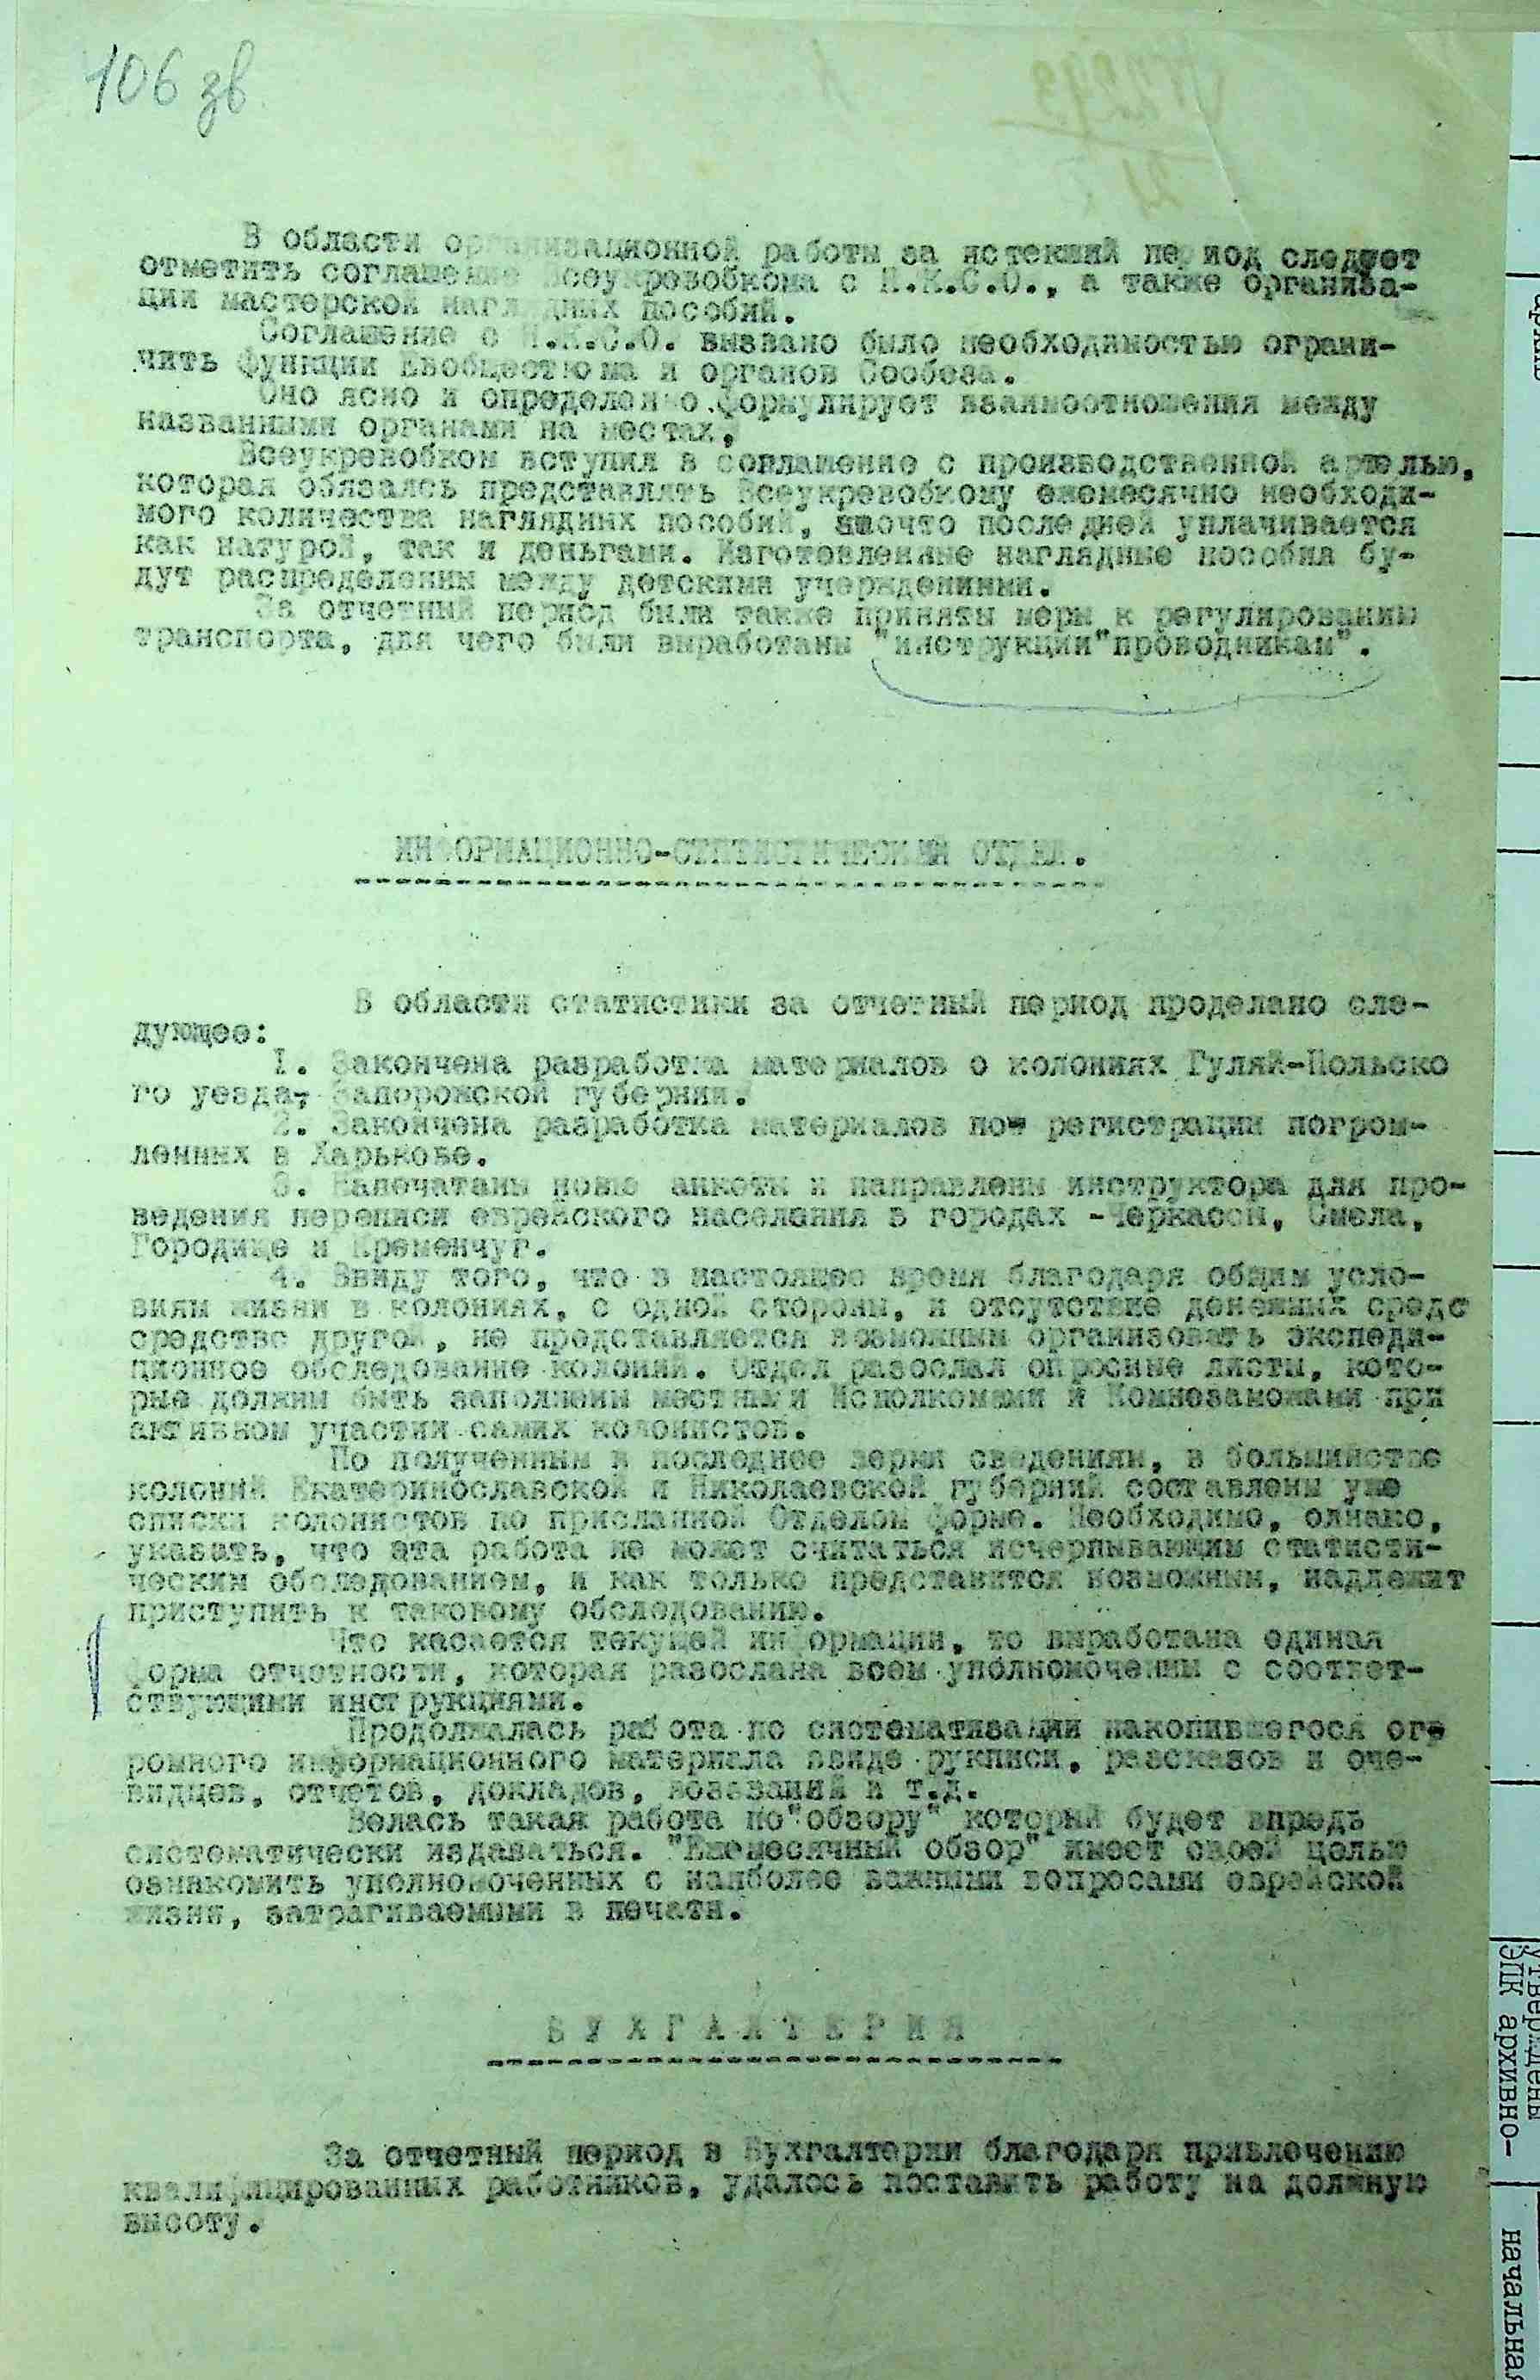 106 зв
В области организационной работы за истекший период следует
отметить соглашение Всеукревобкома с Н.К.С.О., а также организа-
ции мастерской наглядных пособий.
Соглашение с Н.К.С.О. вызвано было необходимостью ограни-
чить функции Евобщесткома и органов Собеза.
Оно ясно и определенно формулирует взаимоотношения между
названными органами на местах,
Всеукревобком вступил в соглашение с производственной артелью,
которая обязалсь представлять Всеукревобкому ежемесячно необходи-
мого количества наглядных пособий, зточто последней уплачивается
как натурой, так и деньгами. Изготовленные наглядные пособия бу-
дут распределены между детскими учереждениями.
За отчетный период были также приняты меры к регулированию
транспорта, для чего были выработаны "инструкции"проводникам".
ИНФОРМАЦИОННО-СТАТИСТИЧЕСКИЙ ОТДЕЛ.
В области статистики за отчетный период проделано сле-
дующее:
1. Закончена разработка материалов о колониях Гуляй-Польско
го уезда, Запорожской губернии.
2. Закончена разработка материалов по регистрации погром-
ленных в Харькове.
3. Напечатаны новые анкеты и направлены инструктора для про-
ведения переписи еврейского населения в городах -Черкассы, Смела,
Городище и Кременчуг.
4. Ввиду того, что в настоящее время благодаря общим усло-
виям жизни в колониях, с одной стороны, и отсутствие денежных средс
средствс другой, не представляется возможным организовать экспеди-
ционное обследование колоний. Отдел разослал опросные листы, кото-
рые должны быть заполнены местными Исполкомами и Комнезаможами при
активном участии самих колонистов.
По полученным в последнее время сведениям, в большинстве
колоний Екатеринославской и Николаевской губерний составлены уже
списки колонистов по присланной Отделом форме. Необходимо, однако,
указать, что эта работа не может считаться исчерпывающим статисти-
ческим обследованием, и как только представится возможным, надлежит
приступить к таковому обследованию.
Что касается текущей информации, то выработана единая
форма отчетности, которая разослана всем уполномоченным с соответ-
ствующими инструкциями.
Продолжалась работа по систематизации накопившегося ог
ромного информационного материала ввиде рукписи, рассказов и оче-
видцев, отчетов, докладов, воззваний и т.д.
Велась такая работа по"обзору" который будет впредь
систематически издаваться. "Ежемесячный обзор" имеет своей целью
ознакомить уполномоченных с наиболее важными вопросами еврейской
жизни, затрагиваемыми в печати.
БУХГАЛТЕРИЯ
За отчетный период в Бухгалтерии благодаря привлечению
квалифицированных работников, удалось поставить работу на должную
высоту.
утверждены
ЭПК архивно-
начальна